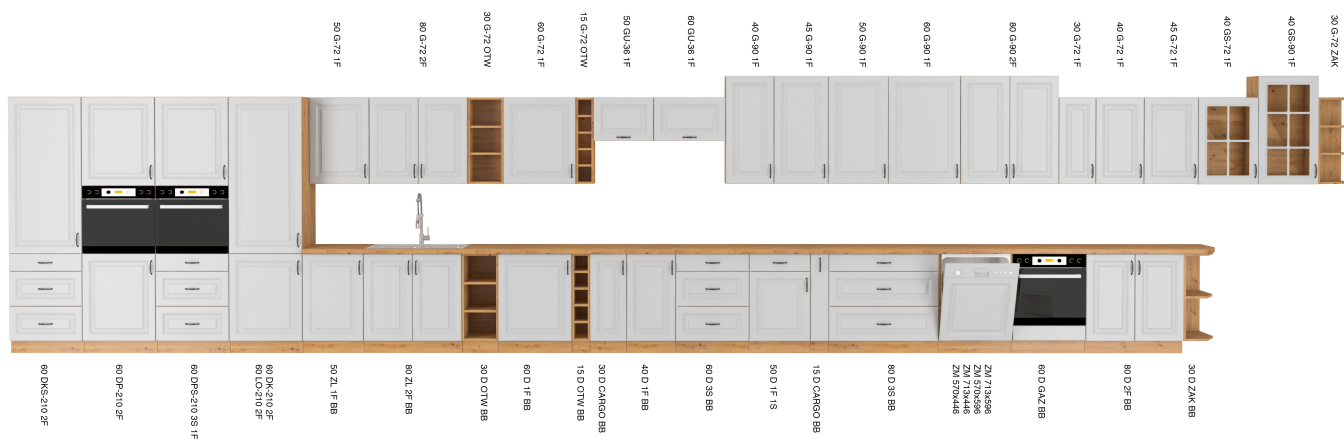 50 G-72 1F
80 G-72 2F
30 G-72 OTW
60 G-72 1F
15 G-72 OTW
50 GU-36 1F
60 GU-36 1F
40 G-90 1F
45 G-90 1F
50 G-90 1F
60 G-90 1F
80 G-90 2F
30 G-72 1F
40 G-72 1F
45 G-72 1F
40 GS-72 1F
40 GS-90 1F
30 G-72 ZAK
60 DKS-210 2F
60 DP-210 2F
60 DPS-210 3S 1F
60 DK-210 2F
60 LO-210 2F
50 ZL 1F BB
80 ZL 2F BB
30 D OTW BB
60 D 1F BB
15 D OTW BB
30 D CARGO BB
40 D 1F BB
60 D 3S BB
50 D 1F 1S
15 D CARGO BB
80 D 3S BB
ZM 713x596
ZM 570x596
ZM 713x446
ZM 570x446
60 D GAZ BB
80 D 2F BB
30 D ZAK BB